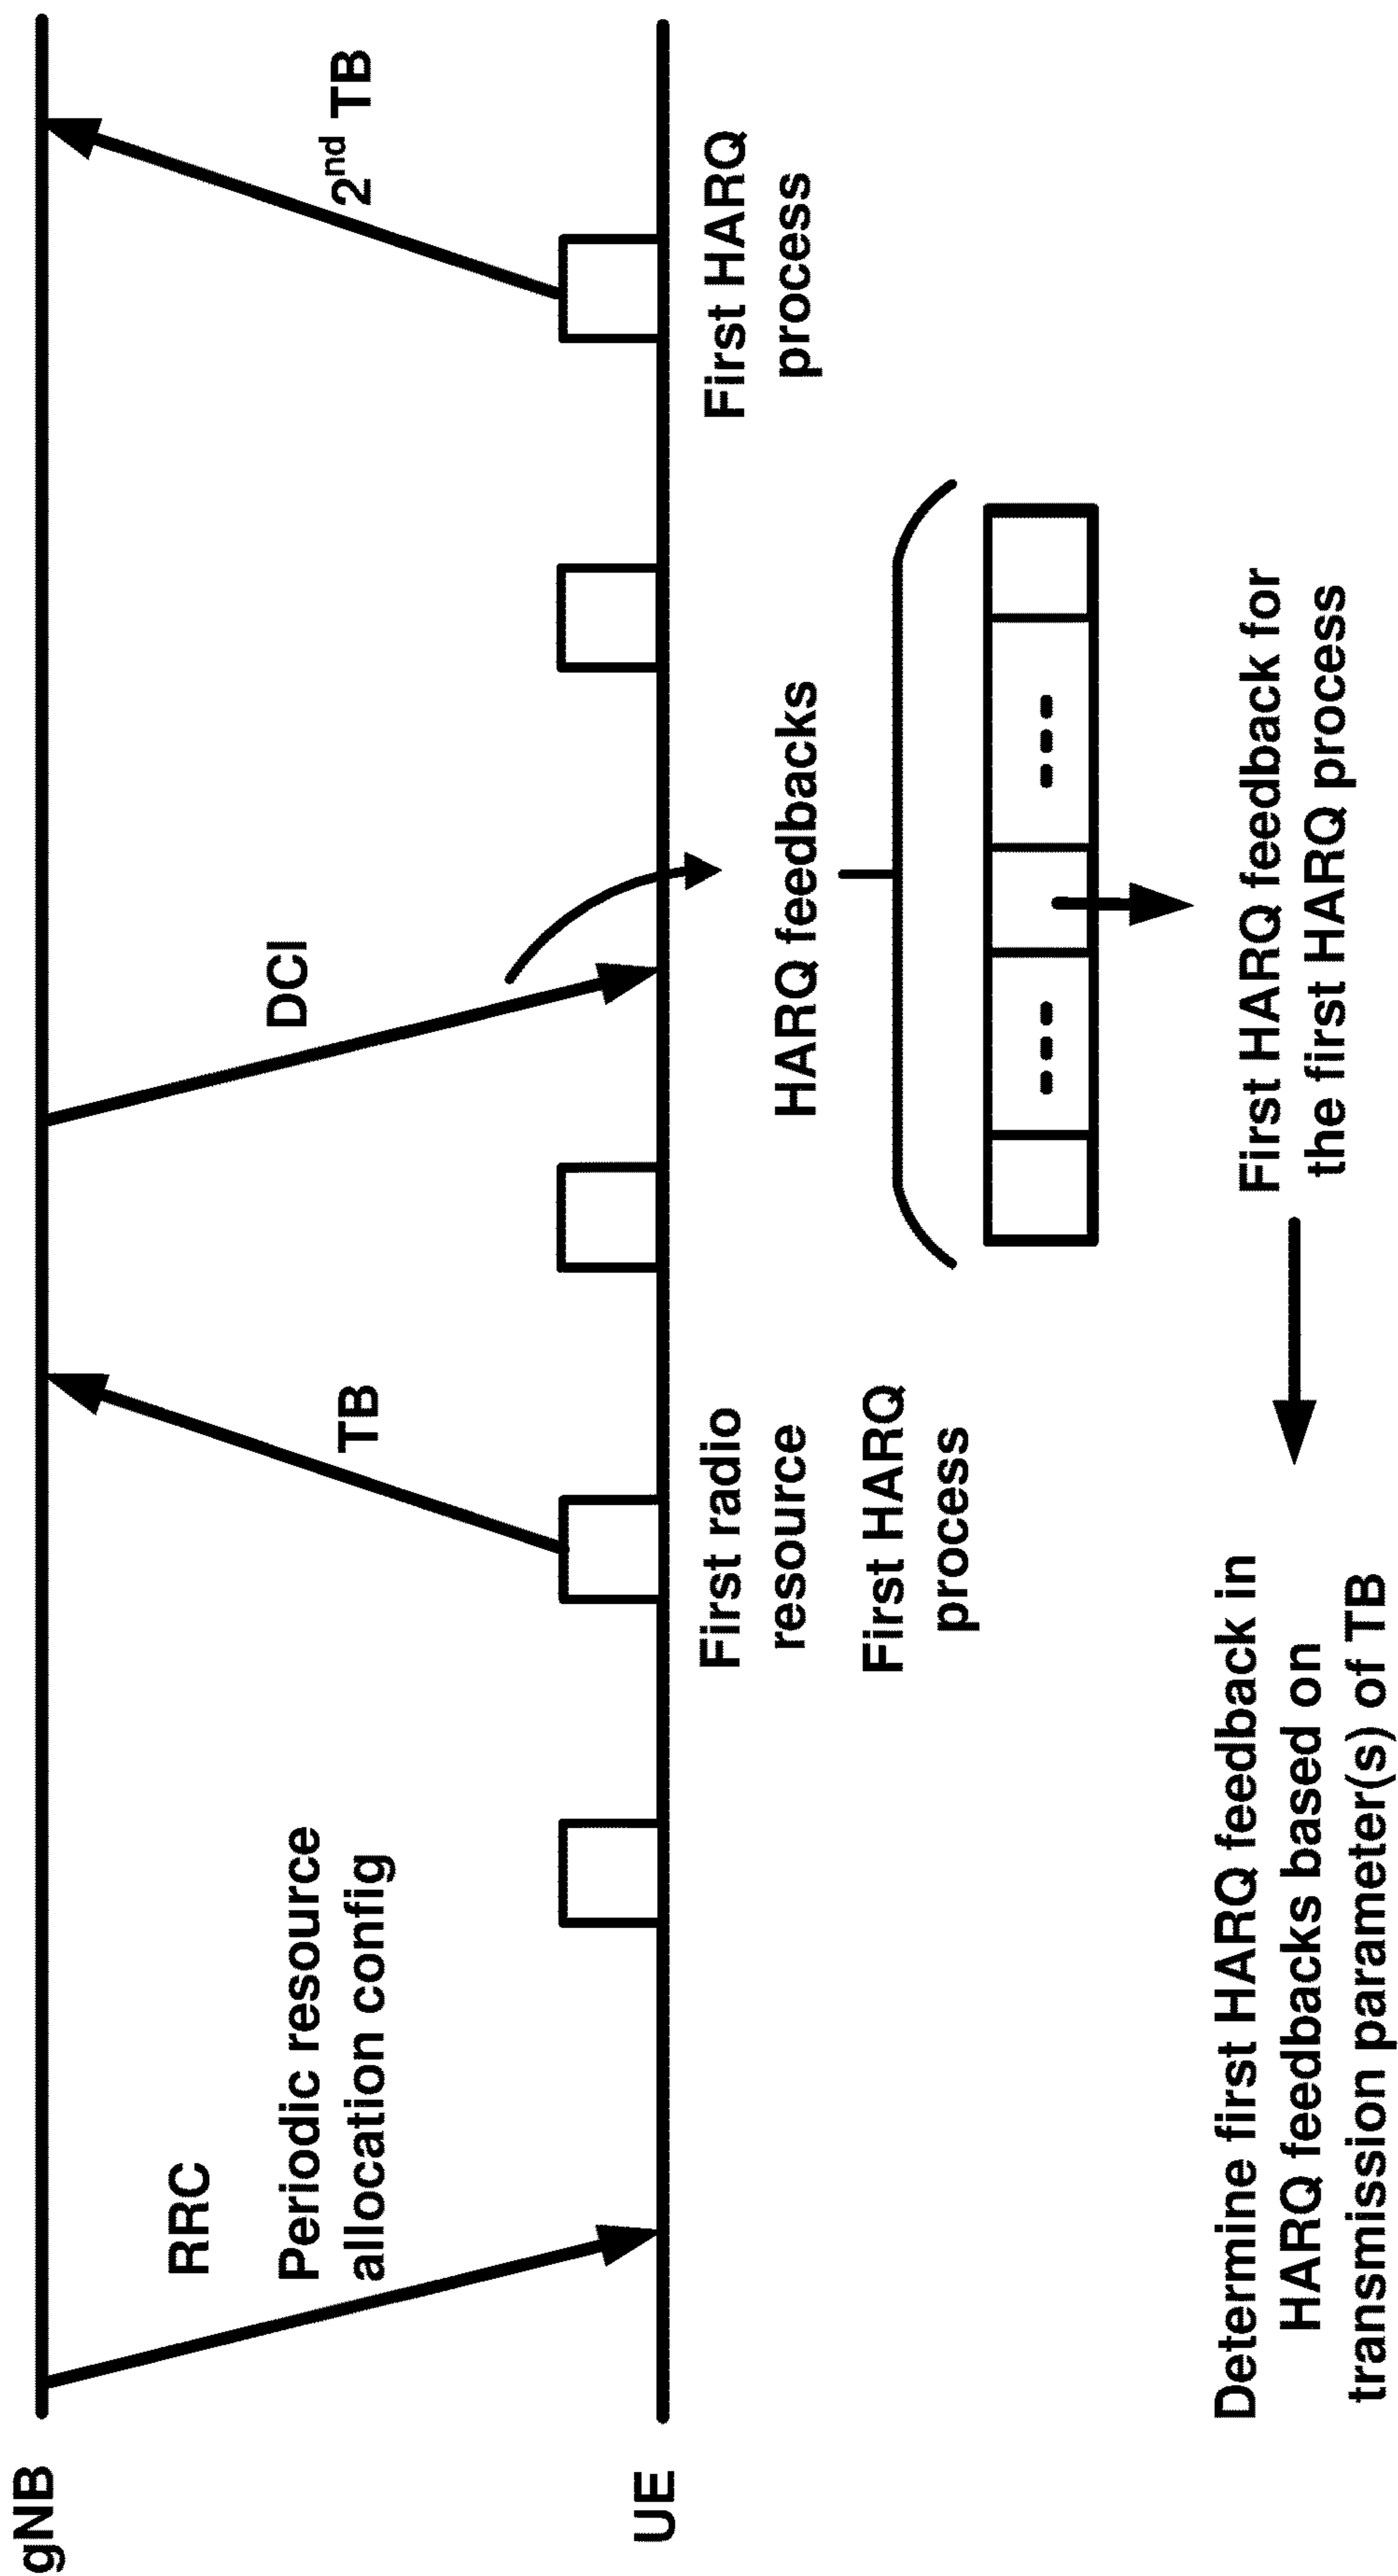 gNB
RRC
Periodic resource
allocation config
TB
DCI
2nd TB
UE
First radio
resource
First HARQ
process
HARQ feedbacks
First HARQ
process
First HARQ feedback for
the first HARQ process
Determine first HARQ feedback in
HARQ feedbacks based on
transmission parameter(s) of TB